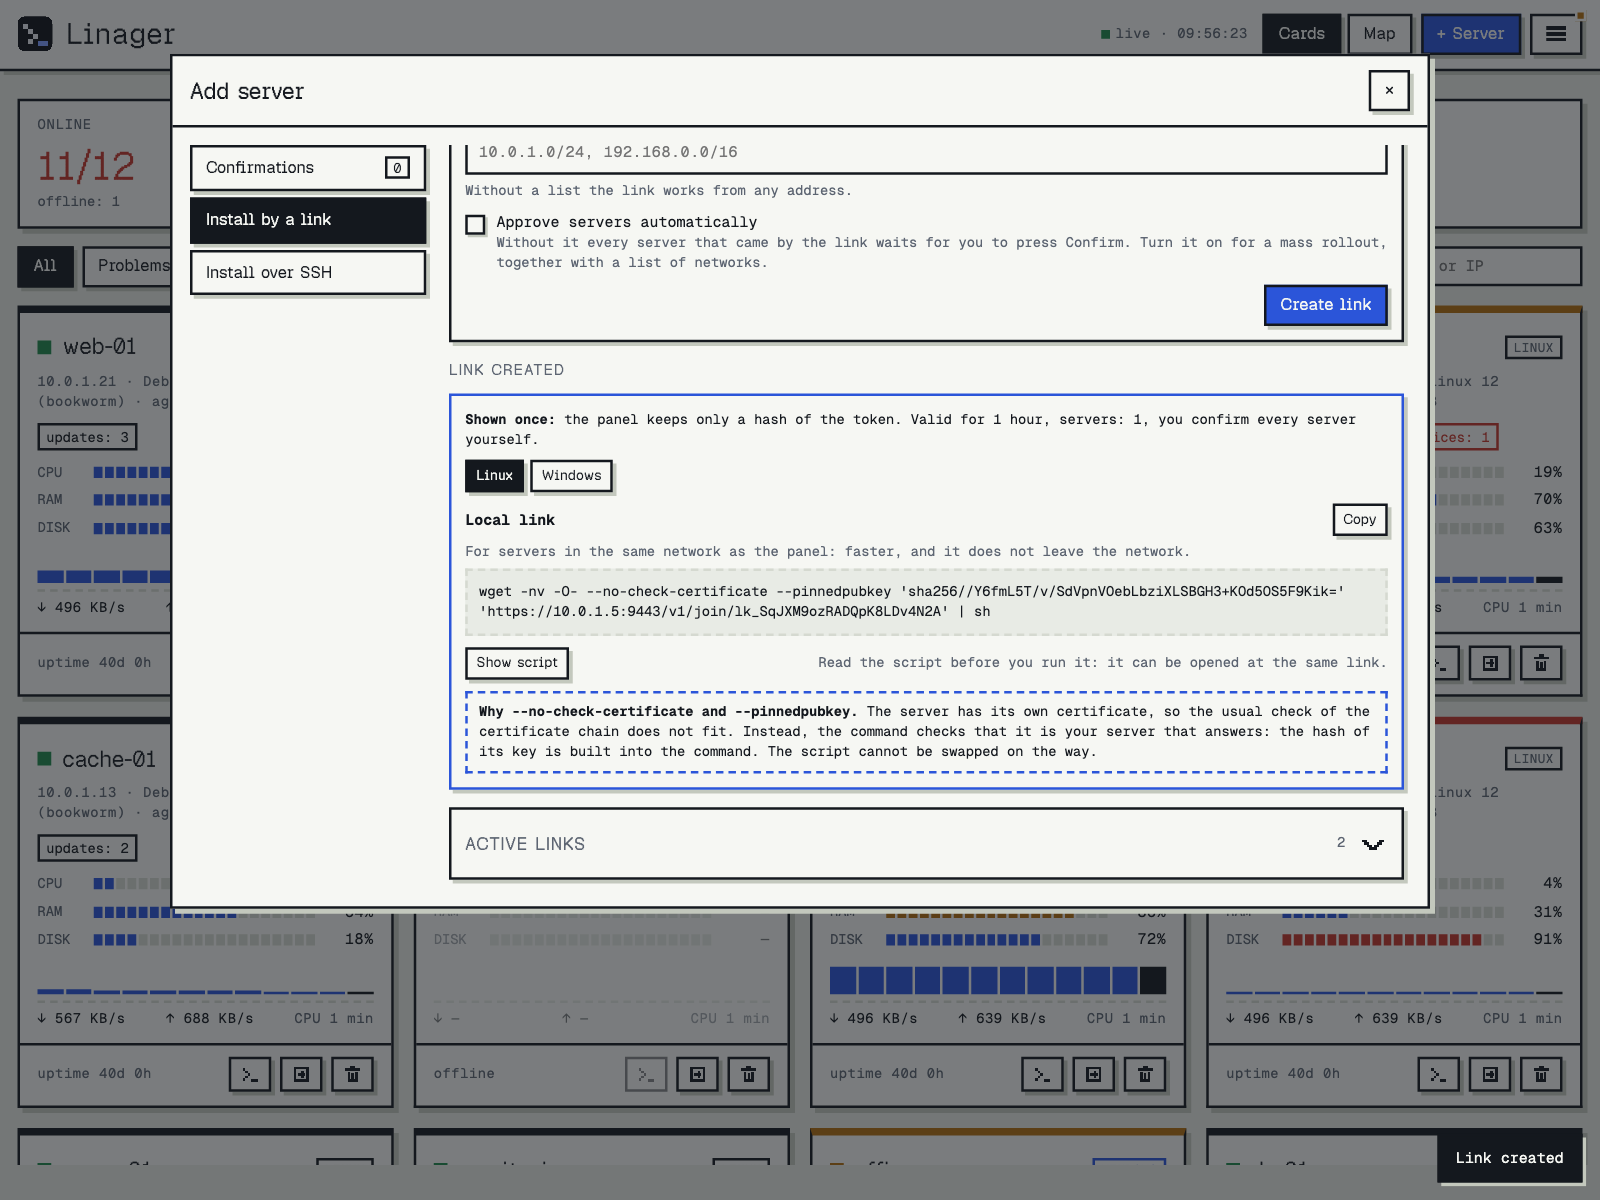 Linager
live · 09:56:23
Cards
Map
+ Server
Add server
×
ONLINE
11/12
offline: 1
All
Problems
or IP
Confirmations
0
Install by a link
Install over SSH
10.0.1.0/24, 192.168.0.0/16
Without a list the link works from any address.
Approve servers automatically
Without it every server that came by the link waits for you to press Confirm. Turn it on for a mass rollout,
together with a list of networks.
Create link
LINK CREATED
Shown once: the panel keeps only a hash of the token. Valid for 1 hour, servers: 1, you confirm every server
yourself.
Linux
Windows
Local link
Copy
For servers in the same network as the panel: faster, and it does not leave the network.
wget -nv -O- --no-check-certificate --pinnedpubkey 'sha256//Y6fmL5T/v/SdVpnVOebLbziXLSBGH3+KOd5OS5F9Kik='
'https://10.0.1.5:9443/v1/join/lk_SqJXM9ozRADQpK8LDv4N2A' | sh
Show script
Read the script before you run it: it can be opened at the same link.
Why --no-check-certificate and --pinnedpubkey. The server has its own certificate, so the usual check of the
certificate chain does not fit. Instead, the command checks that it is your server that answers: the hash of
its key is built into the command. The script cannot be swapped on the way.
ACTIVE LINKS
2
web-01
10.0.1.21 · Deb
(bookworm) · ag
updates: 3
CPU
RAM
DISK
↓ 496 KB/s
uptime 40d 0h
LINUX
inux 12
ices: 1
19%
70%
63%
s
CPU 1 min
cache-01
10.0.1.13 · Deb
(bookworm) · ag
updates: 2
CPU
RAM
DISK
18%
↓ 567 KB/s
↑ 688 KB/s
CPU 1 min
uptime 40d 0h
DISK
—
↓ —
↑ —
CPU 1 min
offline
DISK
72%
↓ 496 KB/s
↑ 639 KB/s
CPU 1 min
uptime 40d 0h
LINUX
inux 12
4%
RAM
31%
DISK
91%
↓ 496 KB/s
↑ 639 KB/s
CPU 1 min
uptime 40d 0h
Link created